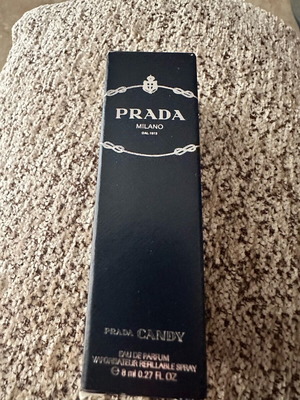 PRADA
MILANO
DAL 1913
PRADA CANDY
EAU DE PARFUM
VAPORISATEUR REFILLABLE SPRAY
℮ 8 ml 0.27 FL. OZ